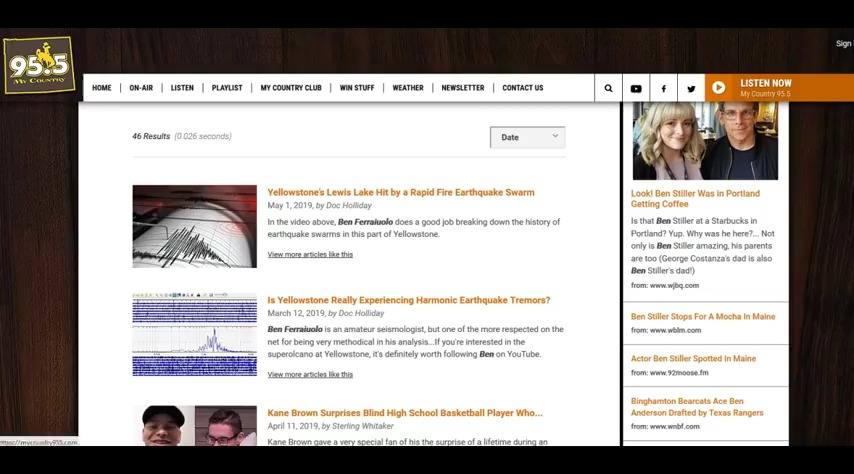 Sign
95.5
MY COUNTRY
HOME
ON-AIR
LISTEN
PLAYLIST
MY COUNTRY CLUB
WIN STUFF
WEATHER
NEWSLETTER
CONTACT US
LISTEN NOW
My Country 95.5
46 Results (0.026 seconds)
Date
Yellowstone's Lewis Lake Hit by a Rapid Fire Earthquake Swarm
May 1, 2019, by Doc Holliday
In the video above, Ben Ferraiuolo does a good job breaking down the history of
earthquake swarms in this part of Yellowstone.
View more articles like this
Is Yellowstone Really Experiencing Harmonic Earthquake Tremors?
March 12, 2019, by Doc Holliday
Ben Ferraiuolo is an amateur seismologist, but one of the more respected on the
net for being very methodical in his analysis...If you're interested in the
supervolcano at Yellowstone, it's definitely worth following Ben on YouTube.
View more articles like this
Kane Brown Surprises Blind High School Basketball Player Who...
April 11, 2019, by Sterling Whitaker
Kane Brown gave a very special fan of his the surprise of a lifetime during an
Look! Ben Stiller Was in Portland
Getting Coffee
Is that Ben Stiller at a Starbucks in
Portland? Yup. Why was he here?... Not
only is Ben Stiller amazing, his parents
are too (George Costanza's dad is also
Ben Stiller's dad!)
from: www.wjbq.com
Ben Stiller Stops For A Mocha In Maine
from: www.wblm.com
Actor Ben Stiller Spotted In Maine
from: www.92moose.fm
Binghamton Bearcats Ace Ben
Anderson Drafted by Texas Rangers
from: www.wnbf.com
https://mycountry955.com